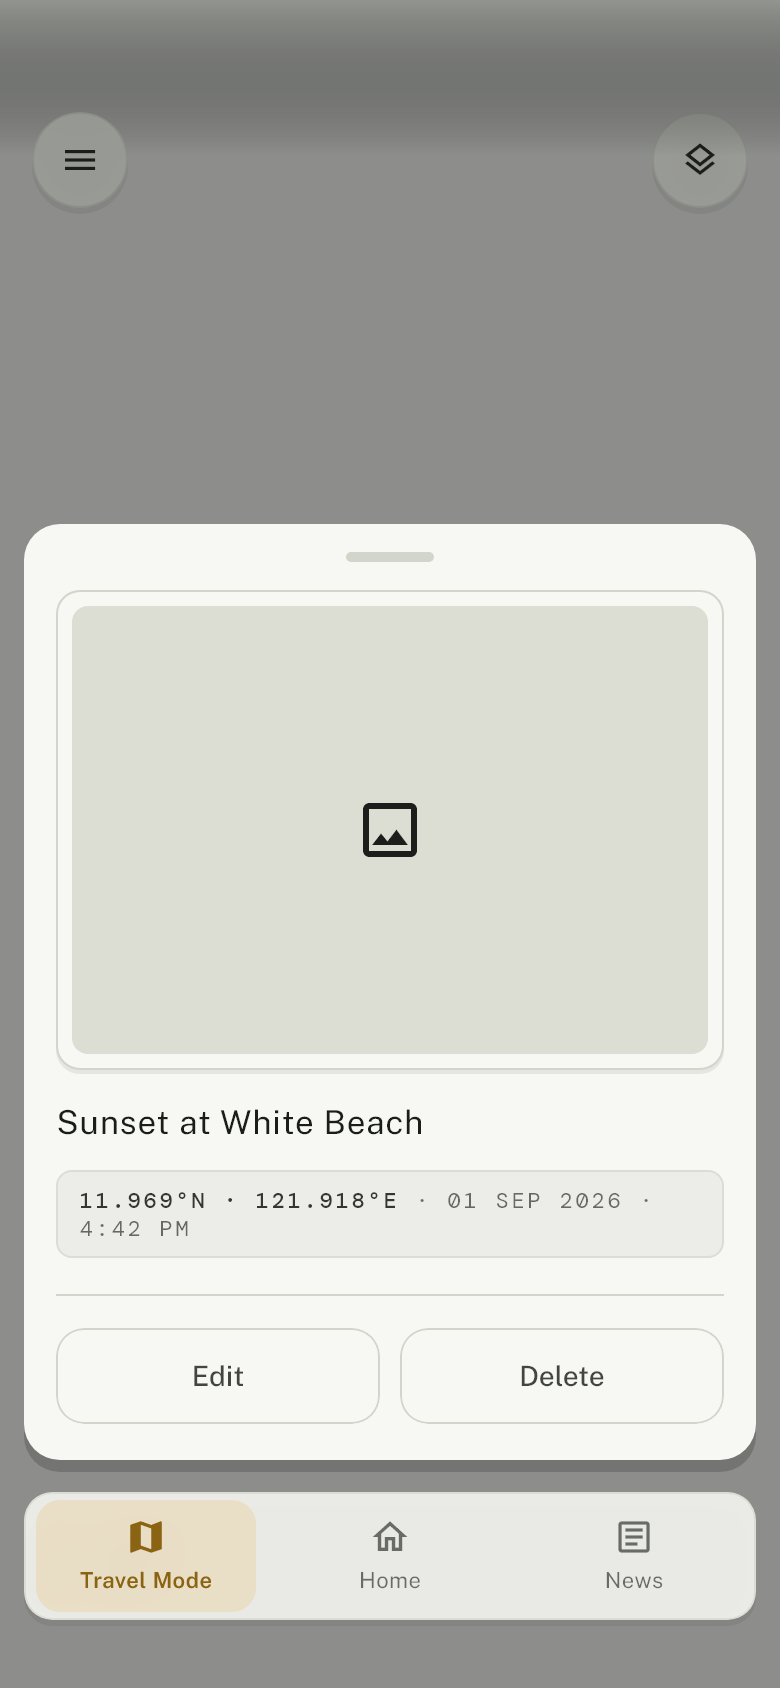 Sunset at White Beach
11.969°N · 121.918°E · 01 SEP 2026 ·
4:42 PM
Edit
Delete
Travel Mode
Home
News